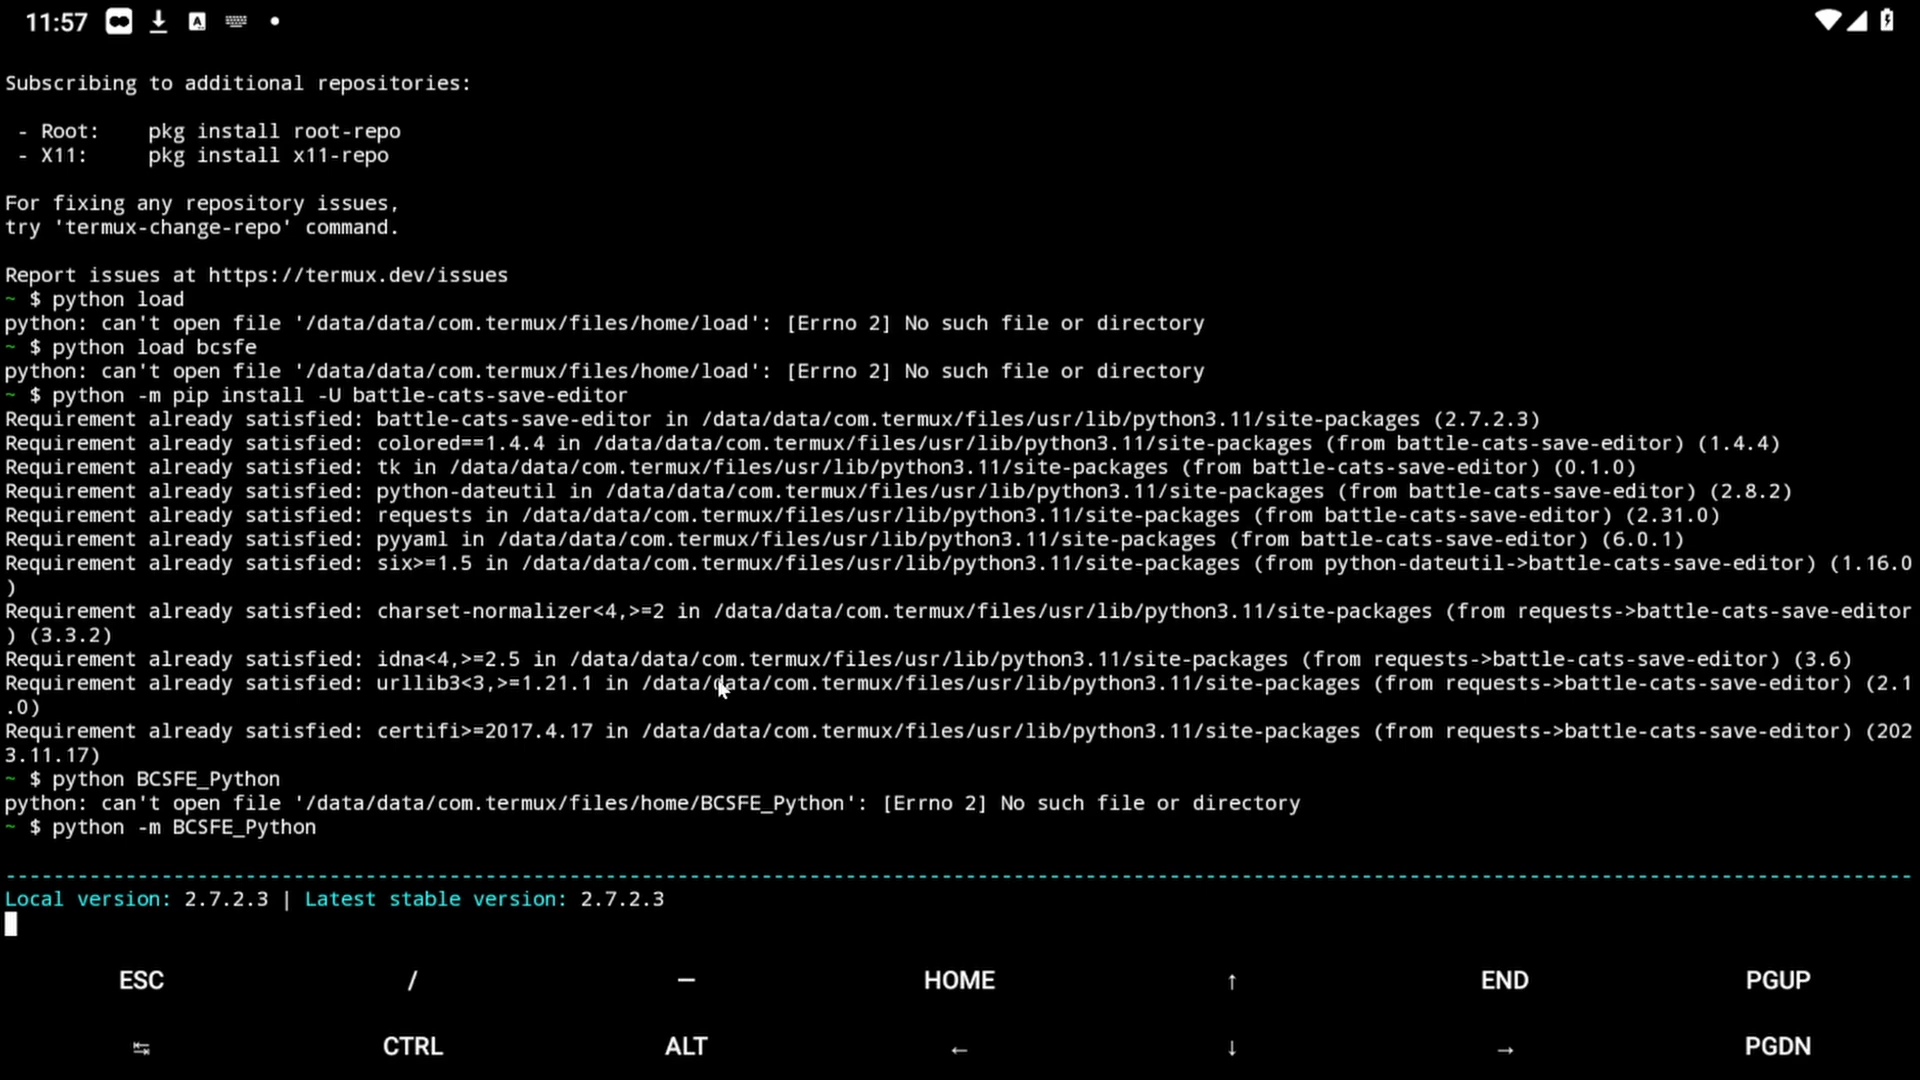 11:57
Subscribing to additional repositories:
- Root:    pkg install root-repo
- X11:     pkg install x11-repo
For fixing any repository issues,
try 'termux-change-repo' command.
Report issues at https://termux.dev/issues
~ $ python load
python: can't open file '/data/data/com.termux/files/home/load': [Errno 2] No such file or directory
~ $ python load bcsfe
python: can't open file '/data/data/com.termux/files/home/load': [Errno 2] No such file or directory
~ $ python -m pip install -U battle-cats-save-editor
Requirement already satisfied: battle-cats-save-editor in /data/data/com.termux/files/usr/lib/python3.11/site-packages (2.7.2.3)
Requirement already satisfied: colored==1.4.4 in /data/data/com.termux/files/usr/lib/python3.11/site-packages (from battle-cats-save-editor) (1.4.4)
Requirement already satisfied: tk in /data/data/com.termux/files/usr/lib/python3.11/site-packages (from battle-cats-save-editor) (0.1.0)
Requirement already satisfied: python-dateutil in /data/data/com.termux/files/usr/lib/python3.11/site-packages (from battle-cats-save-editor) (2.8.2)
Requirement already satisfied: requests in /data/data/com.termux/files/usr/lib/python3.11/site-packages (from battle-cats-save-editor) (2.31.0)
Requirement already satisfied: pyyaml in /data/data/com.termux/files/usr/lib/python3.11/site-packages (from battle-cats-save-editor) (6.0.1)
Requirement already satisfied: six>=1.5 in /data/data/com.termux/files/usr/lib/python3.11/site-packages (from python-dateutil->battle-cats-save-editor) (1.16.0
)
Requirement already satisfied: charset-normalizer<4,>=2 in /data/data/com.termux/files/usr/lib/python3.11/site-packages (from requests->battle-cats-save-editor
) (3.3.2)
Requirement already satisfied: idna<4,>=2.5 in /data/data/com.termux/files/usr/lib/python3.11/site-packages (from requests->battle-cats-save-editor) (3.6)
Requirement already satisfied: urllib3<3,>=1.21.1 in /data/data/com.termux/files/usr/lib/python3.11/site-packages (from requests->battle-cats-save-editor) (2.1
.0)
Requirement already satisfied: certifi>=2017.4.17 in /data/data/com.termux/files/usr/lib/python3.11/site-packages (from requests->battle-cats-save-editor) (202
3.11.17)
~ $ python BCSFE_Python
python: can't open file '/data/data/com.termux/files/home/BCSFE_Python': [Errno 2] No such file or directory
~ $ python -m BCSFE_Python
Local version: 2.7.2.3 | Latest stable version: 2.7.2.3
ESC / — HOME ↑ END PGUP
↹ CTRL ALT ← ↓ → PGDN